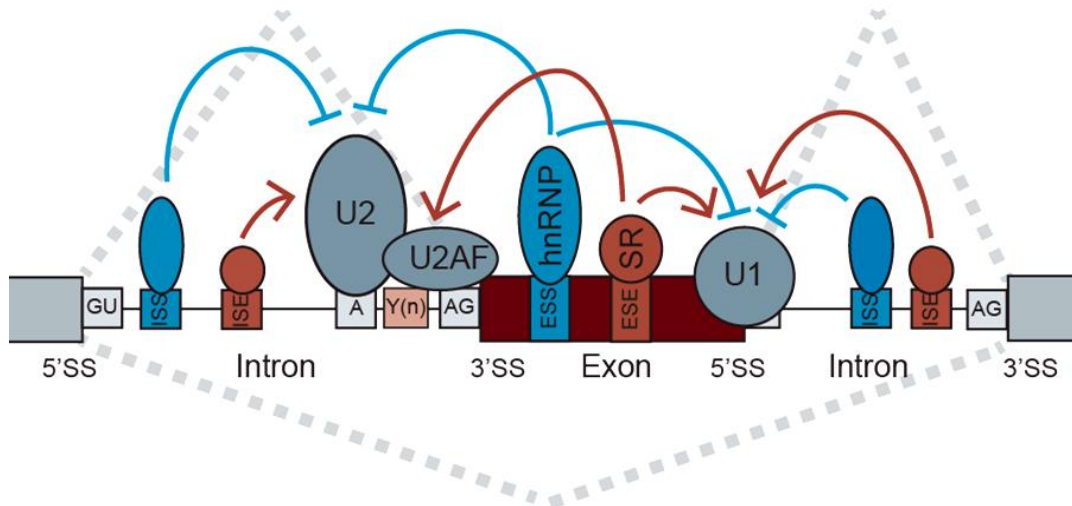 U2
hnRNP
U2AF
SR
U1
GU
ISS
ISE
A
Y(n)
AG
ESS
ESE
ISS
ISE
AG
5'SS
Intron
3'SS
Exon
5'SS
Intron
3'SS